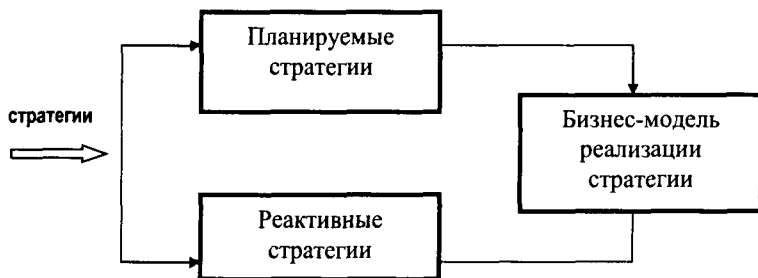 Планируемые
стратегии
стратегии
Бизнес-модель
реализации
стратегии
Реактивные
стратегии